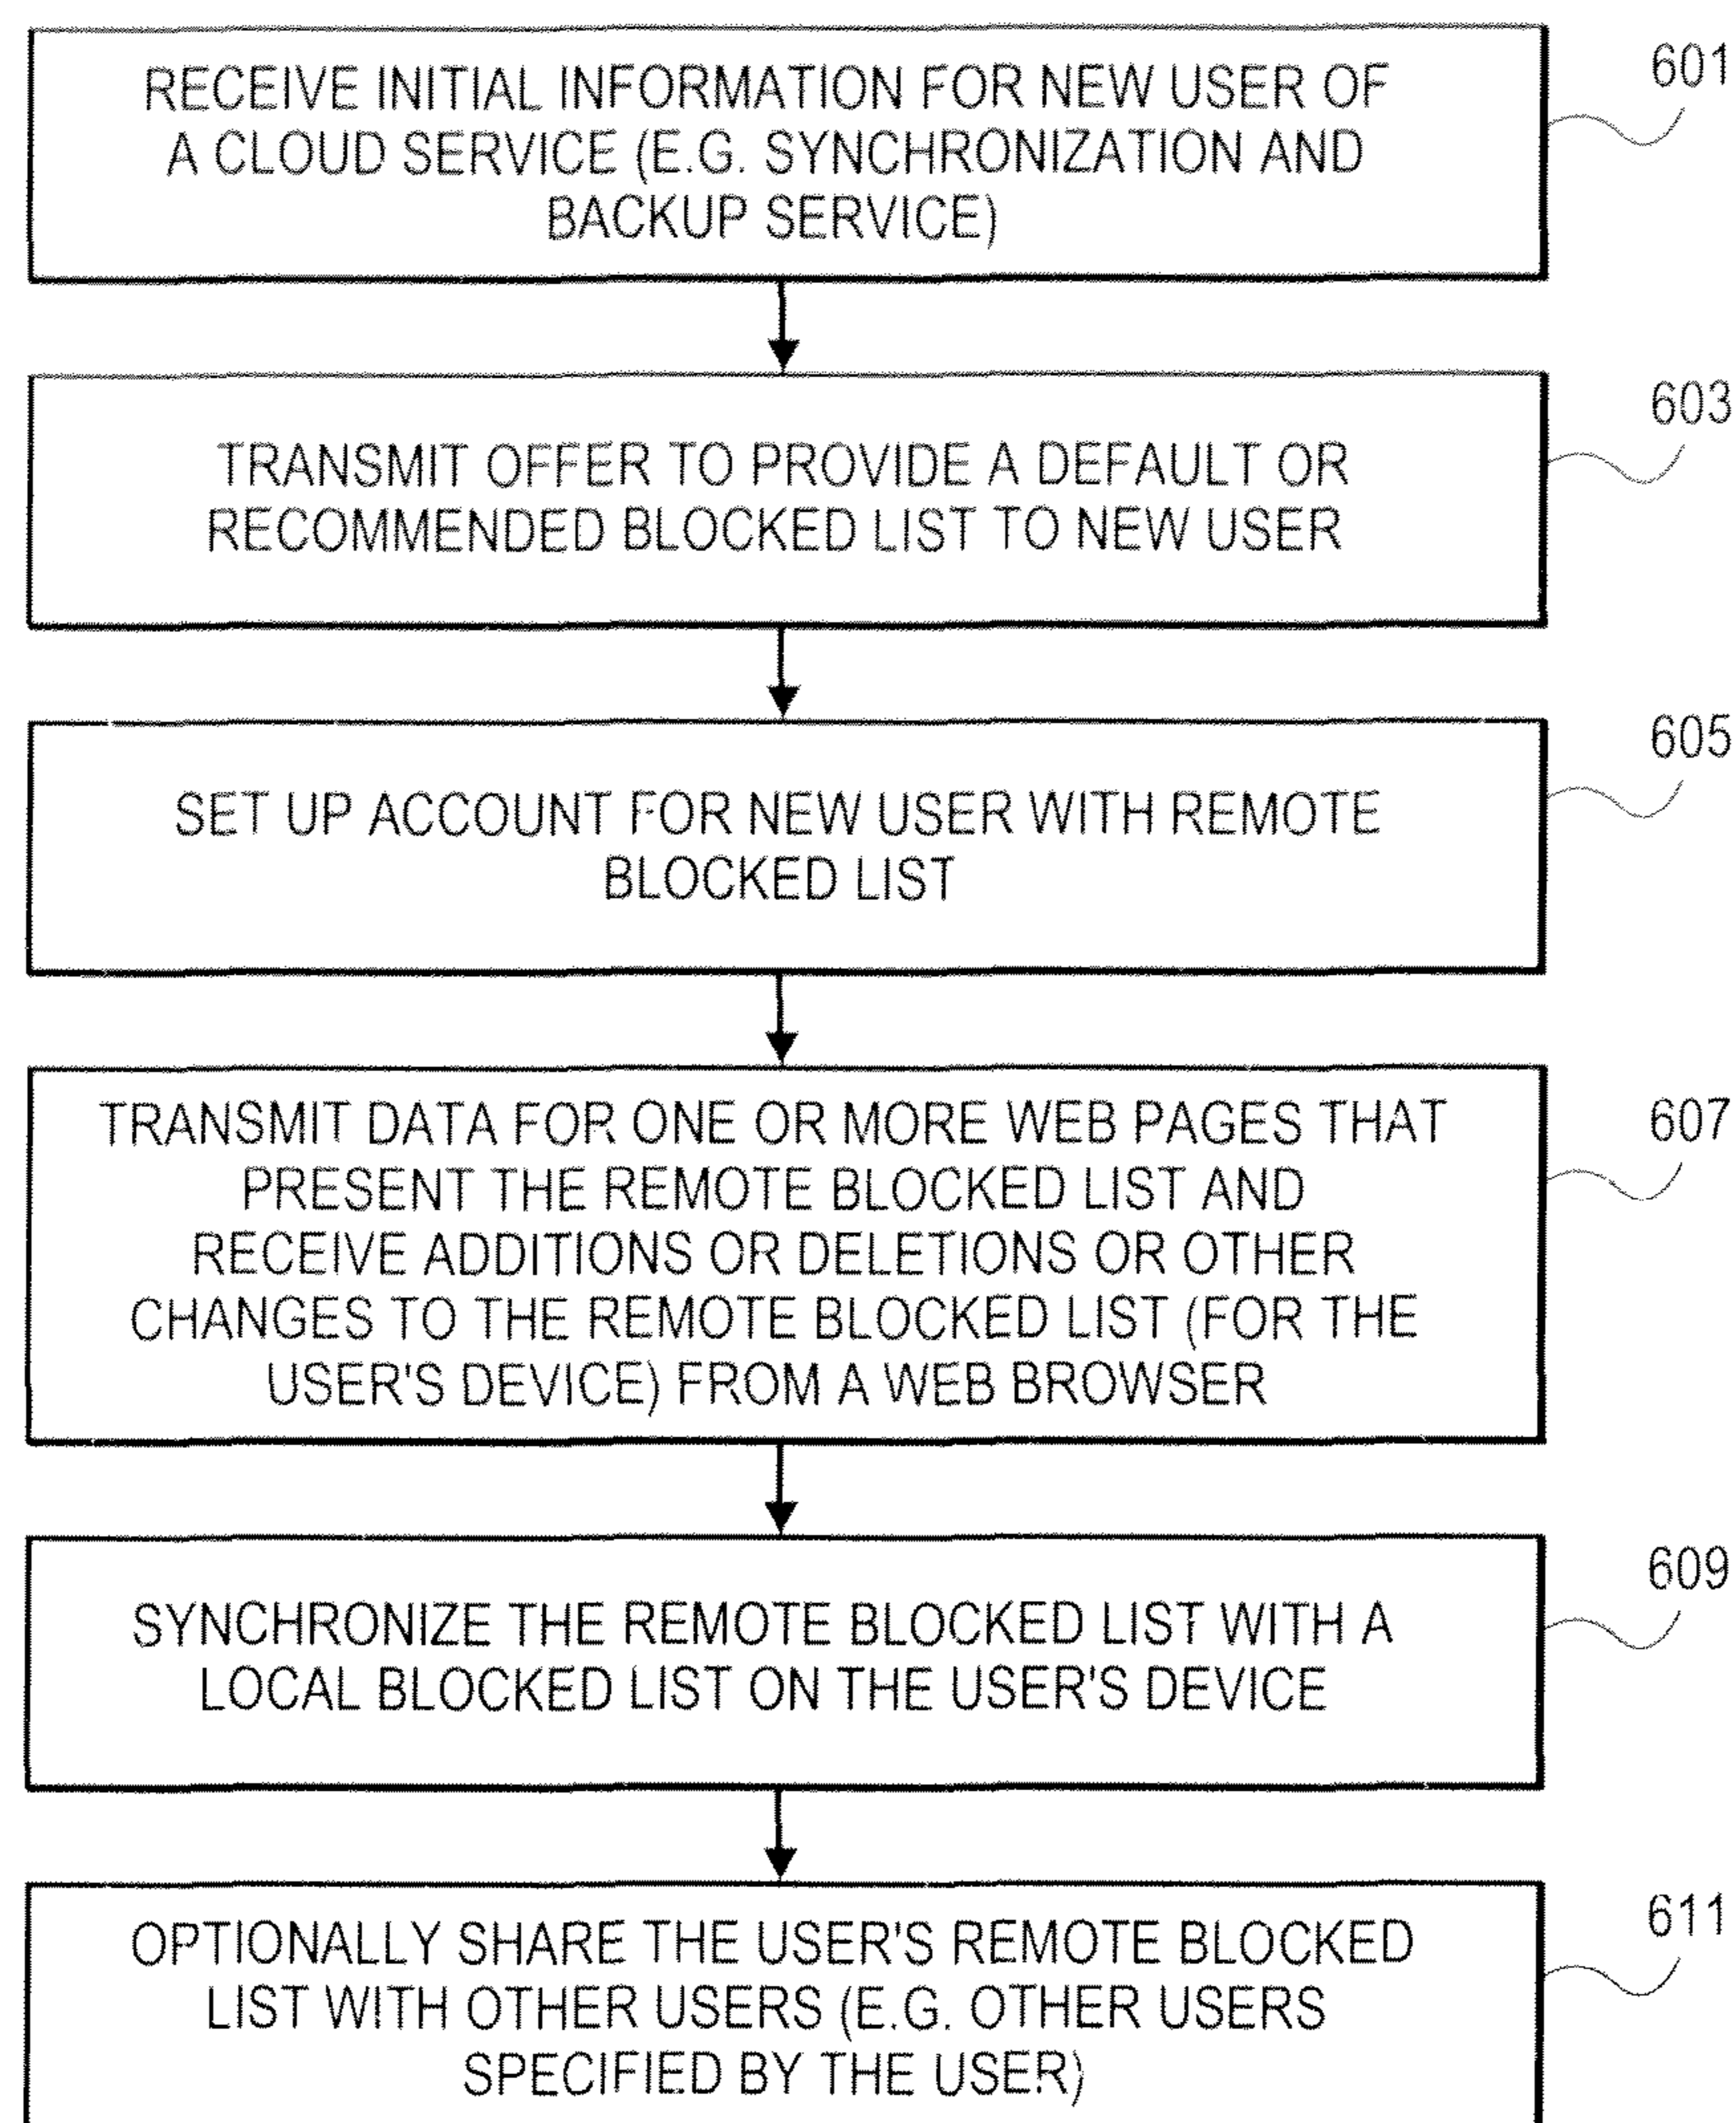 RECEIVE INITIAL INFORMATION FOR NEW USER OF
A CLOUD SERVICE (E.G. SYNCHRONIZATION AND
BACKUP SERVICE)
601
TRANSMIT OFFER TO PROVIDE A DEFAULT OR
RECOMMENDED BLOCKED LIST TO NEW USER
603
SET UP ACCOUNT FOR NEW USER WITH REMOTE
BLOCKED LIST
605
TRANSMIT DATA FOR ONE OR MORE WEB PAGES THAT
PRESENT THE REMOTE BLOCKED LIST AND
RECEIVE ADDITIONS OR DELETIONS OR OTHER
CHANGES TO THE REMOTE BLOCKED LIST (FOR THE
USER'S DEVICE) FROM A WEB BROWSER
607
SYNCHRONIZE THE REMOTE BLOCKED LIST WITH A
LOCAL BLOCKED LIST ON THE USER'S DEVICE
609
OPTIONALLY SHARE THE USER'S REMOTE BLOCKED
LIST WITH OTHER USERS (E.G. OTHER USERS
SPECIFIED BY THE USER)
611